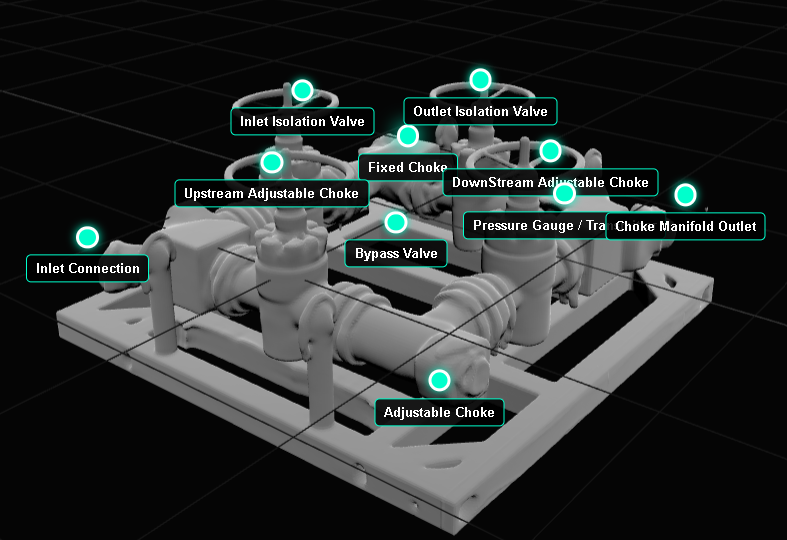 Outlet Isolation Valve
Inlet Isolation Valve
Fixed Choke
DownStream Adjustable Choke
Upstream Adjustable Choke
Pressure Gauge /
Choke Manifold Outlet
Bypass Valve
Inlet Connection
Adjustable Choke